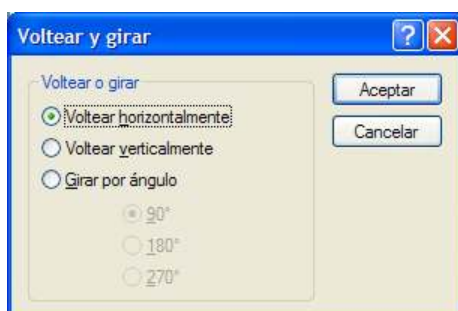 Voltear y girar
Voltear o girar
Voltear horizontalmente
Voltear verticalmente
Girar por ángulo
90°
180°
270°
Aceptar
Cancelar